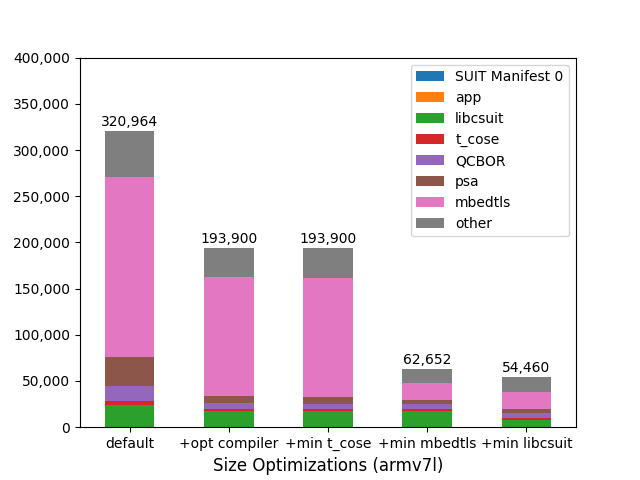 400,000
350,000
300,000
250,000
200,000
150,000
100,000
50,000
0
320,964
193,900
193,900
62,652
54,460
SUIT Manifest 0
app
libcsuit
t_cose
QCBOR
psa
mbedtls
other
default +opt compiler +min t_cose +min mbedtls +min libcsuit
Size Optimizations (armv7l)